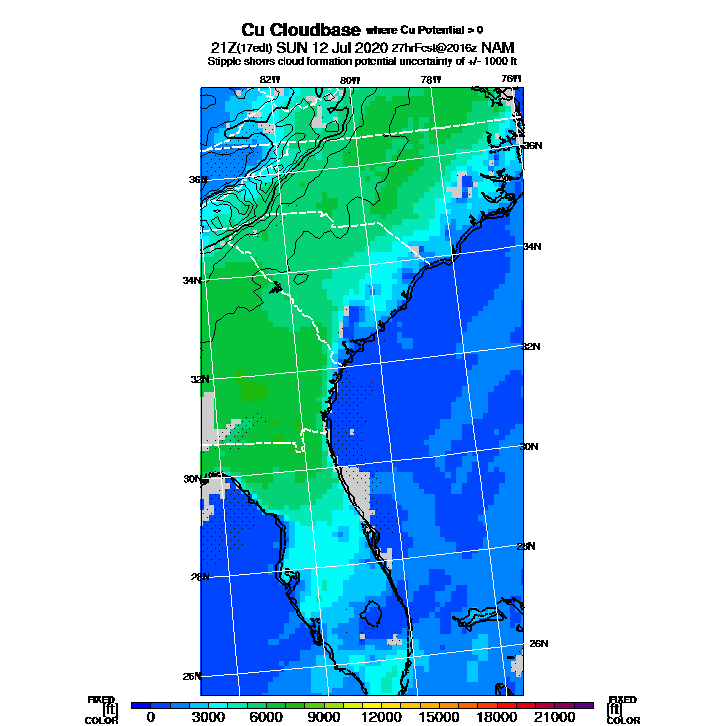 Cu Cloudbase where Cu Potential > 0
21Z(17edt) SUN 12 Jul 2020 27hrFcst@2016z NAM
Stipple shows cloud formation potential uncertainty of +/- 1000 ft
82W 80W 78W 76W
36N
36N
34N
34N
32N
32N
30N
30N
28N
28N
26N
26N
FIXED [ft] COLOR
0 3000 6000 9000 12000 15000 18000 21000
FIXED [ft] COLOR